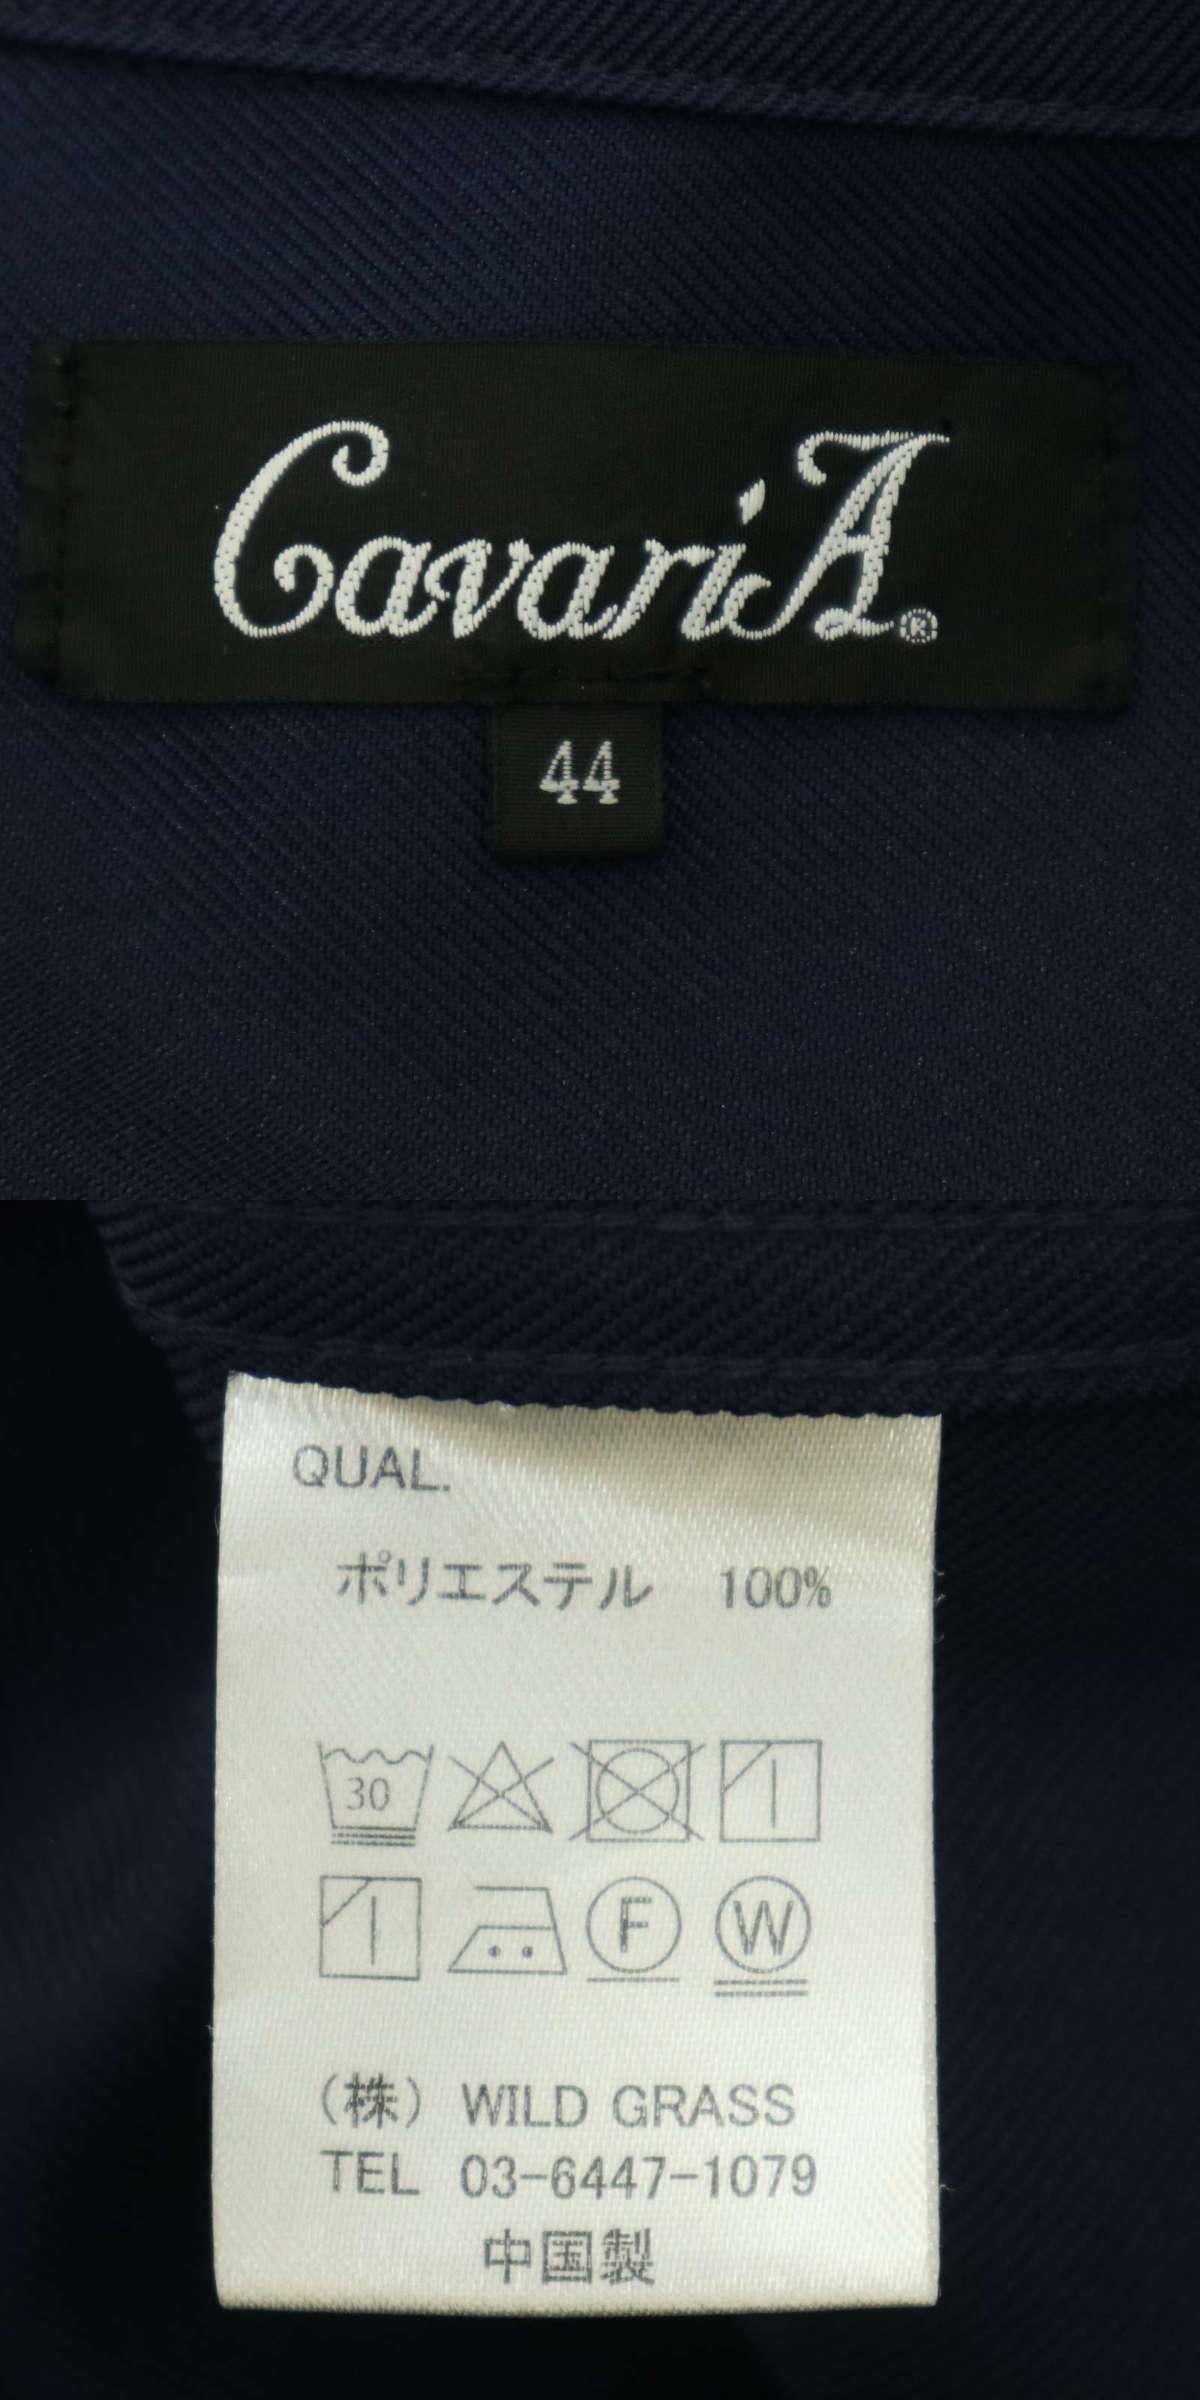 CavariA®
44
QUAL.
ポリエステル 100%
30
F W
(株) WILD GRASS
TEL 03-6447-1079
中国製